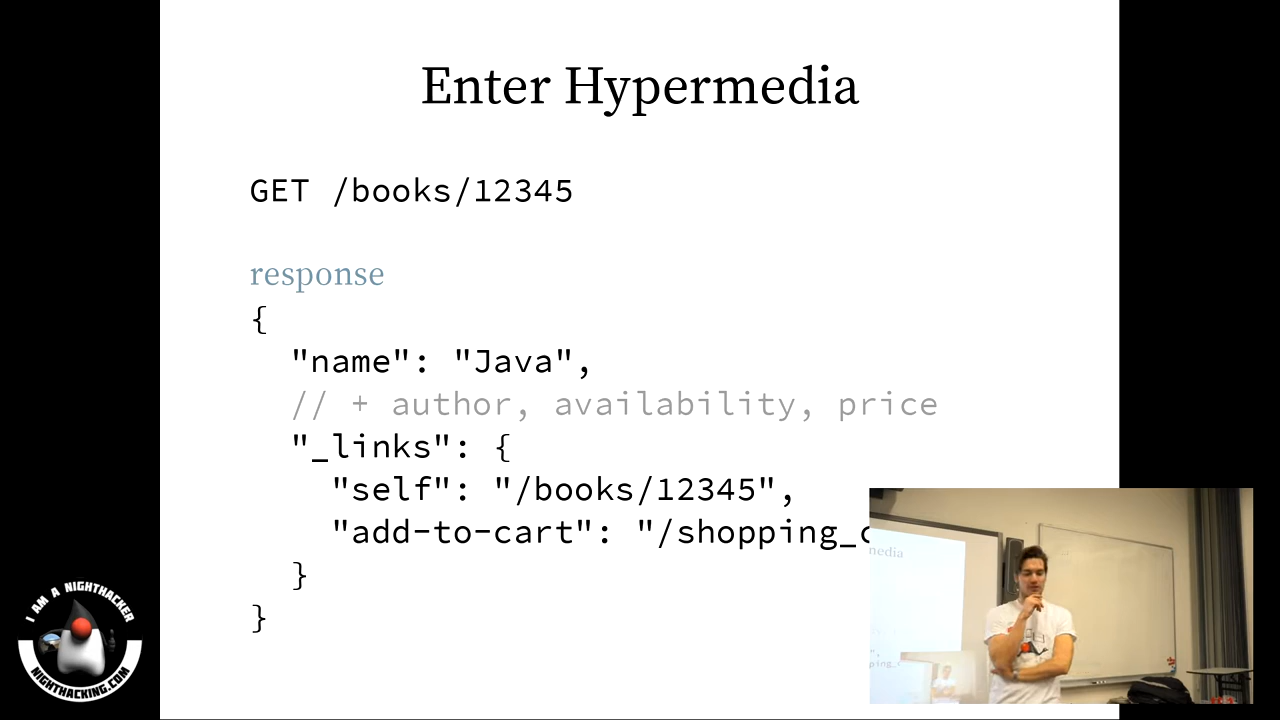 Enter Hypermedia
GET /books/12345
response
{
"name": "Java",
// + author, availability, price
"_links": {
"self": "/books/12345",
"add-to-cart": "/shopping_c
}
}
I AM A NIGHTHACKER
NIGHTHACKING.COM
media